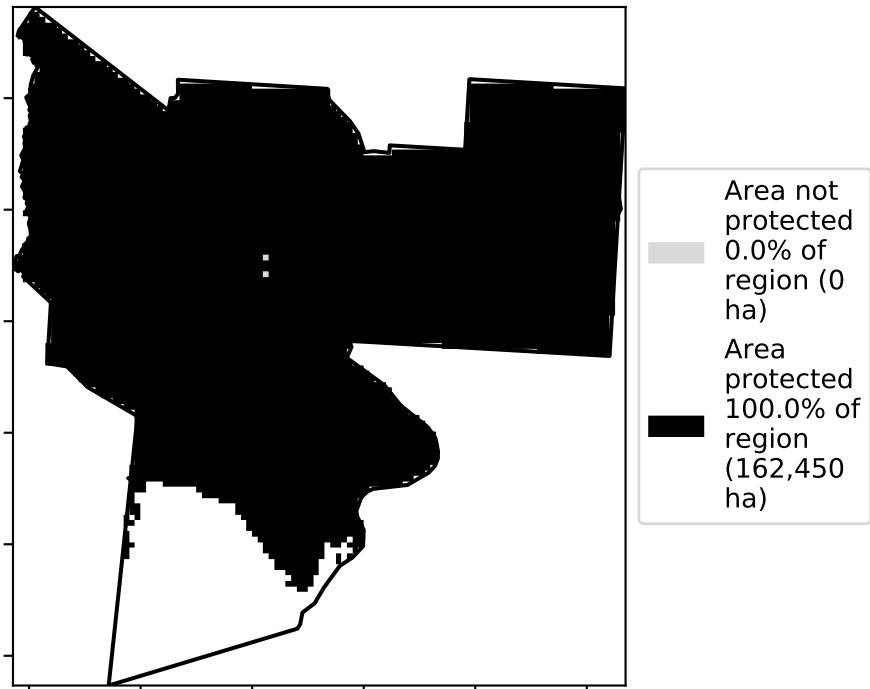 Area not
protected
0.0% of
region (0
ha)
Area
protected
100.0% of
region
(162,450
ha)